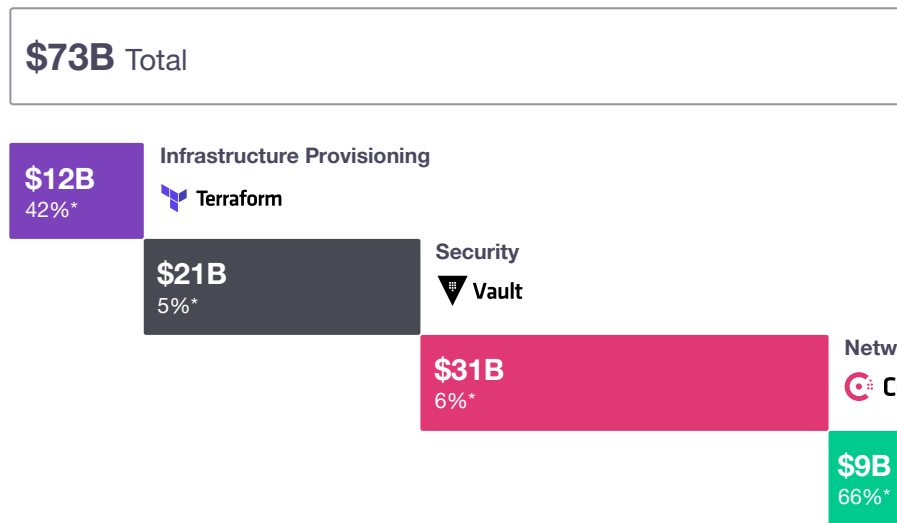 $73B Total
Infrastructure Provisioning
$12B
42%*
Terraform
Security
$21B
5%*
Vault
$31B
6%*
$9B
66%*